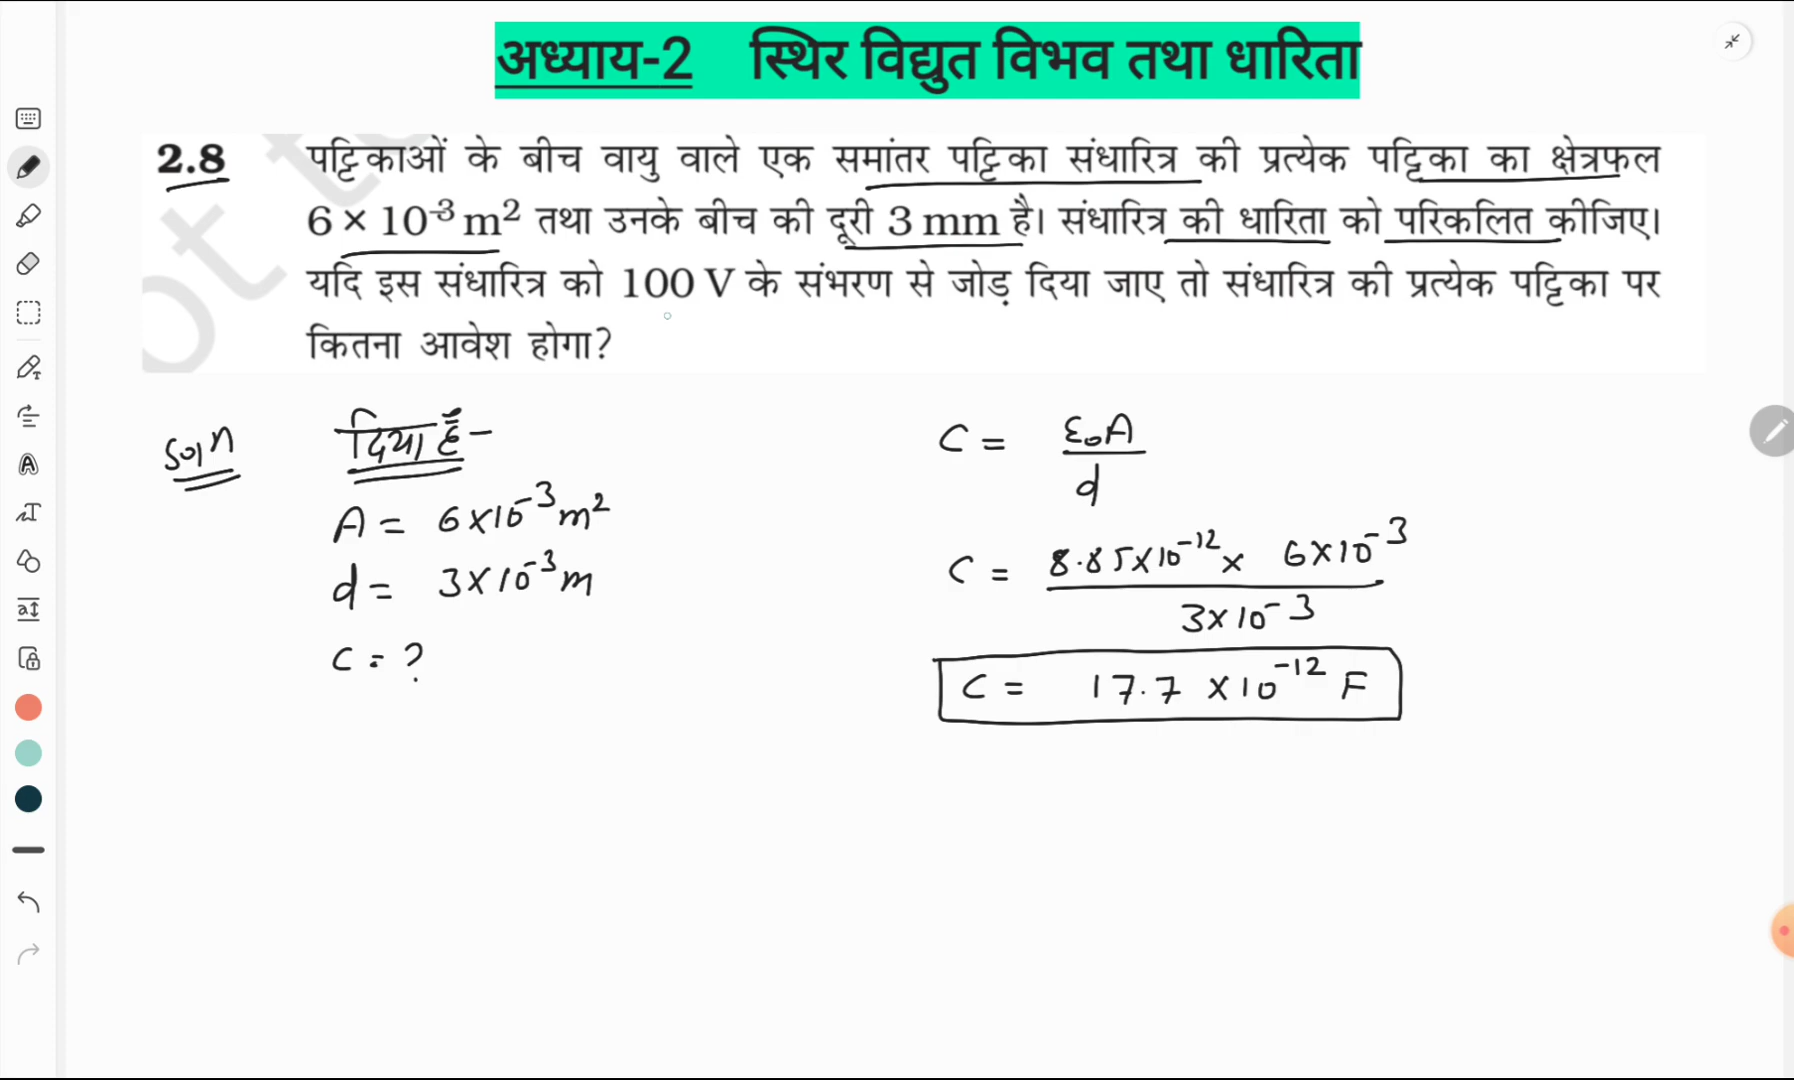 अध्याय-2 स्थिर विद्युत विभव तथा धारिता
2.8 पट्टिकाओं के बीच वायु वाले एक समांतर पट्टिका संधारित्र की प्रत्येक पट्टिका का क्षेत्रफल
6 × 10⁻³ m² तथा उनके बीच की दूरी 3 mm है। संधारित्र की धारिता को परिकलित कीजिए।
यदि इस संधारित्र को 100 V के संभरण से जोड़ दिया जाए तो संधारित्र की प्रत्येक पट्टिका पर
कितना आवेश होगा?
Soln दिया है -
A = 6×10⁻³ m²
d = 3×10⁻³ m
C = ?
C = ε₀A
d
C = 8.85×10⁻¹² × 6×10⁻³
3×10⁻³
C = 17.7 ×10⁻¹² F